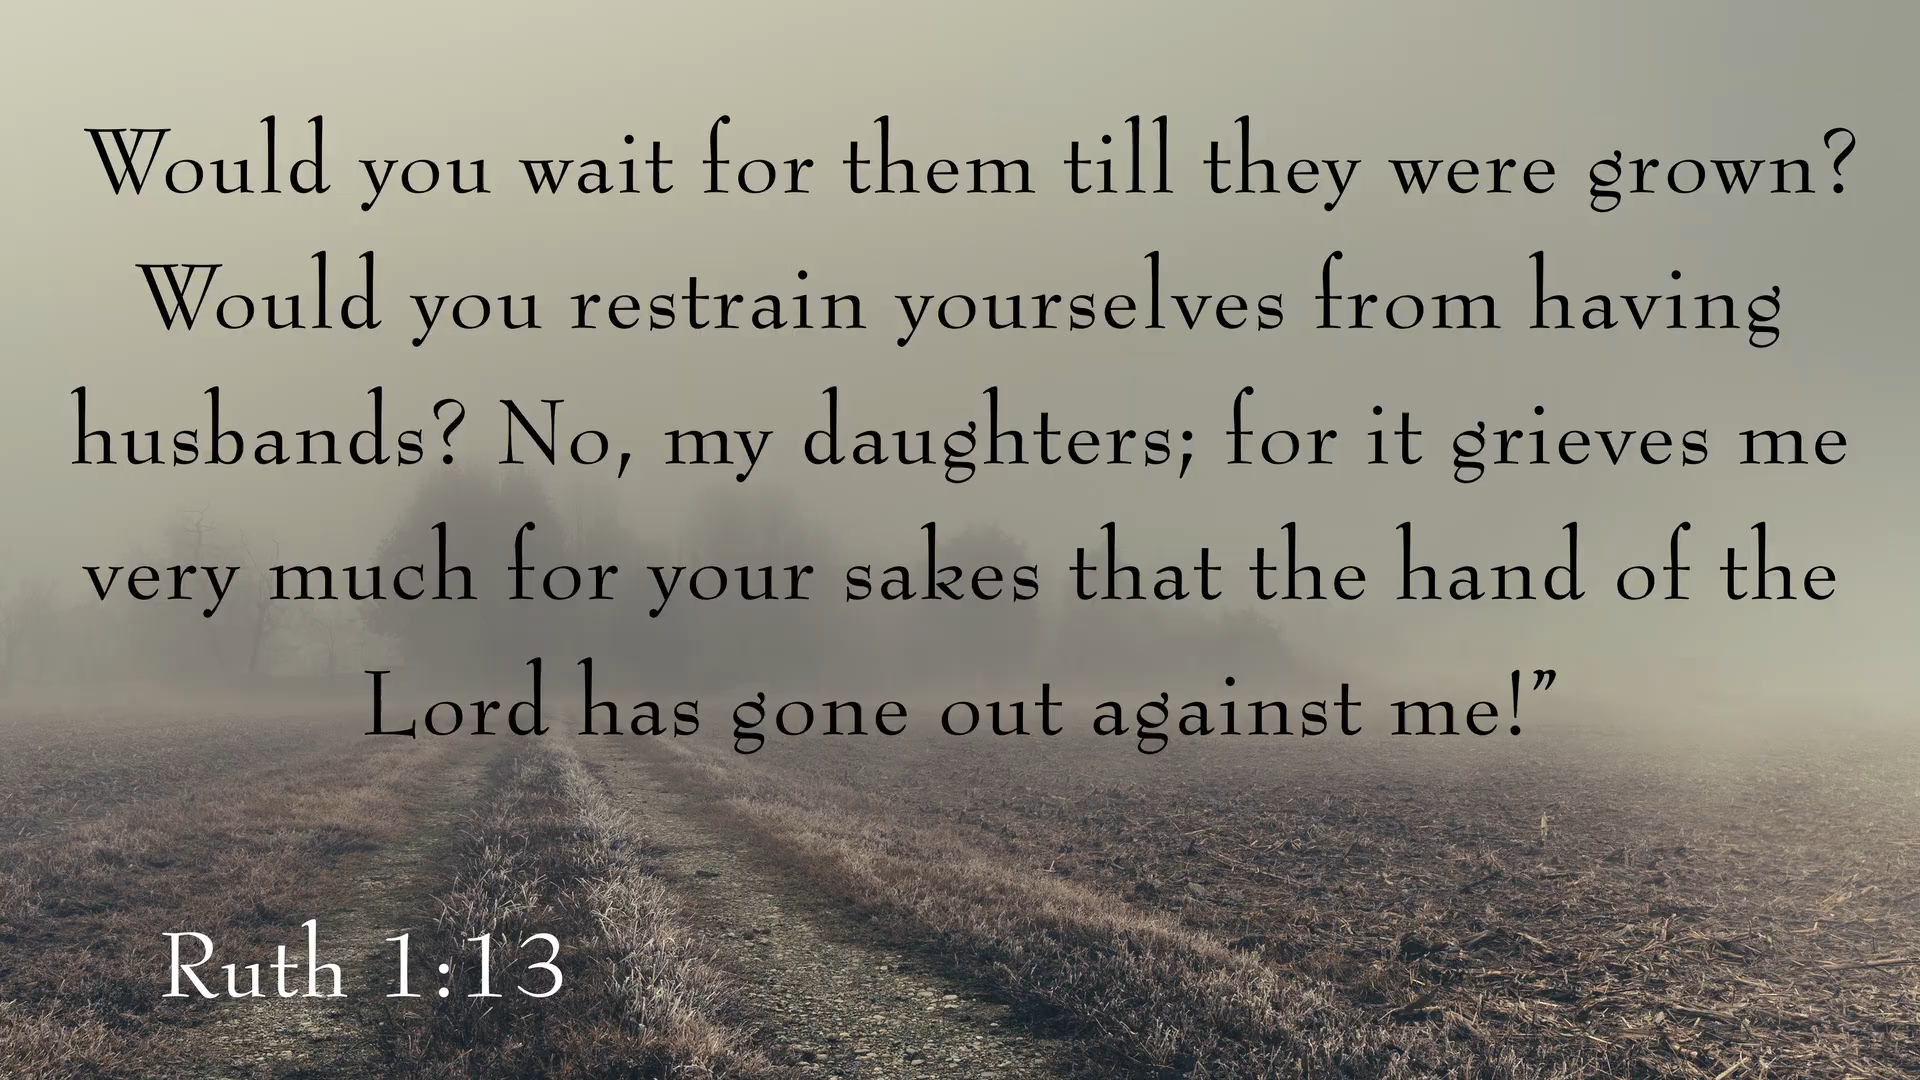 Would you wait for them till they were grown?
Would you restrain yourselves from having
husbands? No, my daughters; for it grieves me
very much for your sakes that the hand of the
Lord has gone out against me!”
Ruth 1:13